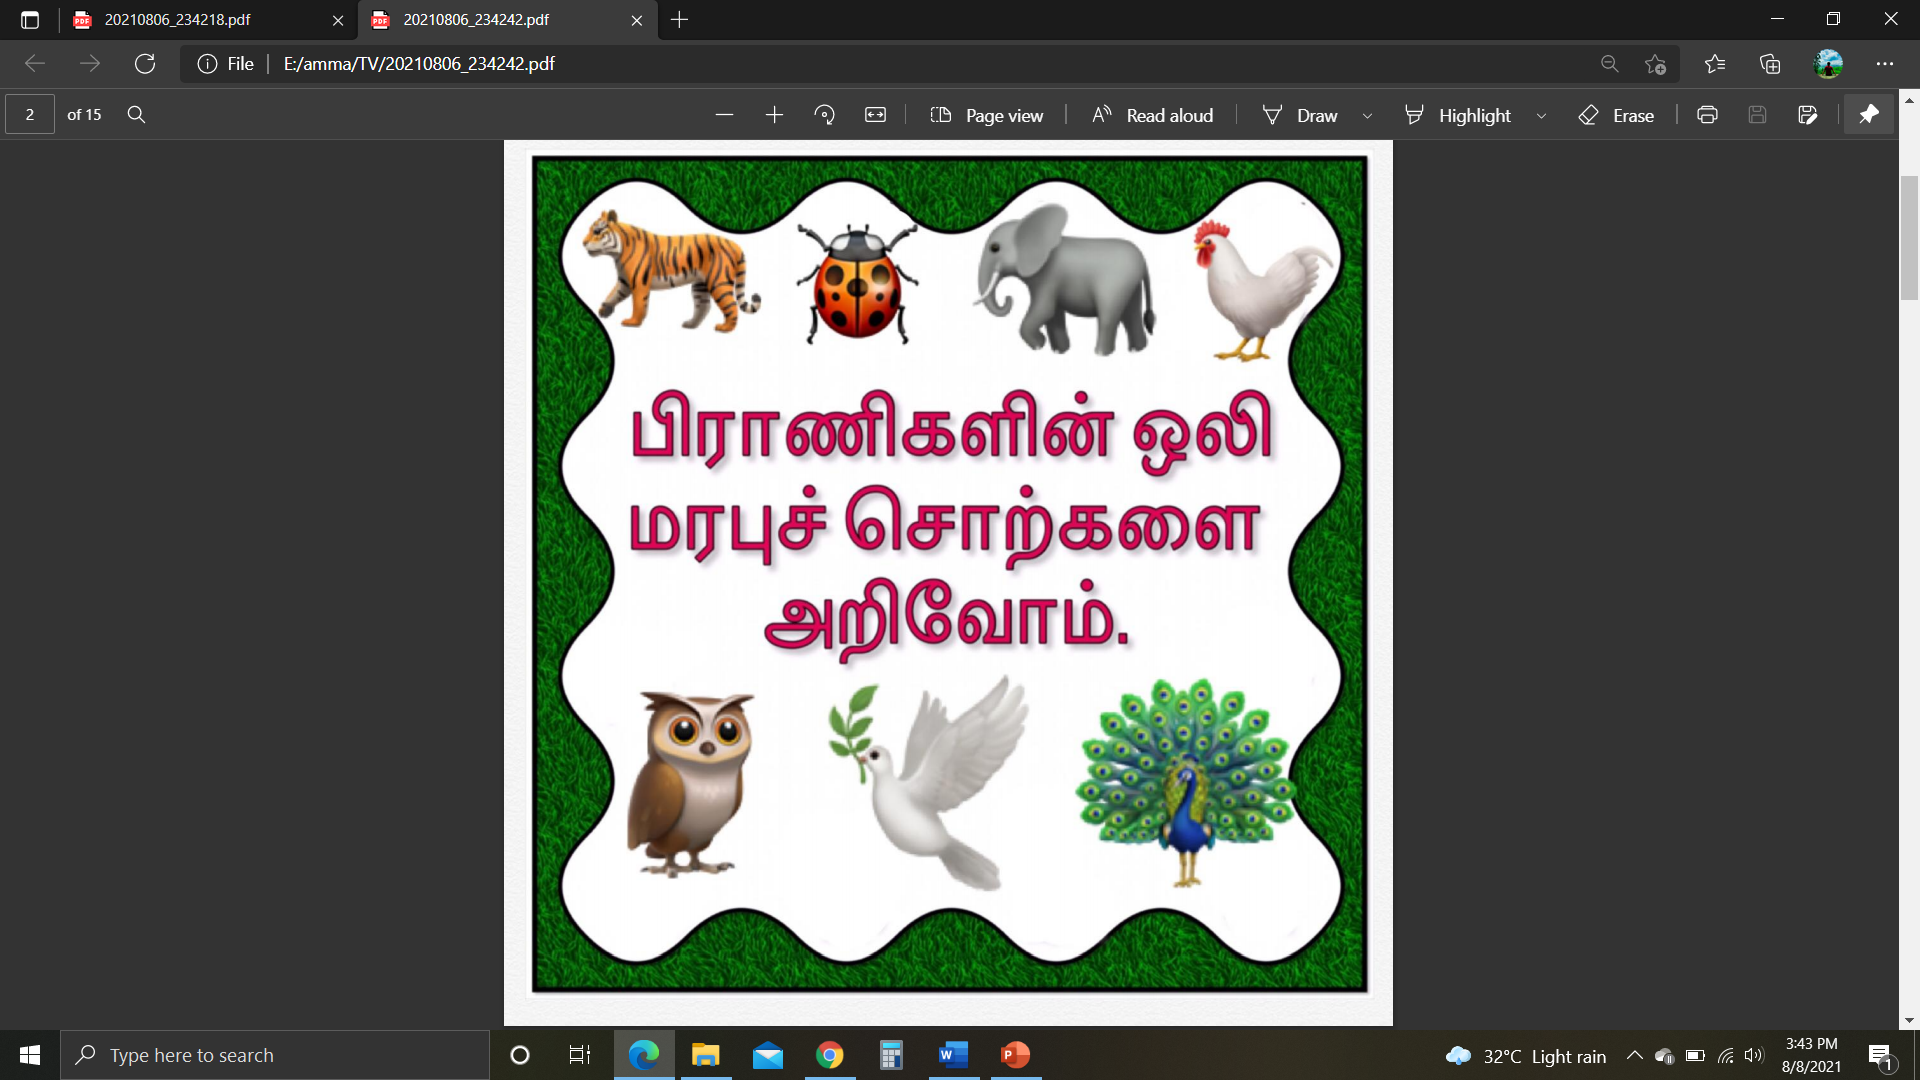 20210806_234218.pdf
20210806_234242.pdf
File
E:/amma/TV/20210806_234242.pdf
2 of 15
Page view
Read aloud
Draw
Highlight
Erase
பிராணிகளின் ஒலி
மரபுச் சொற்களை
அறிவோம்.
Type here to search
32°C Light rain
3:43 PM
8/8/2021
1